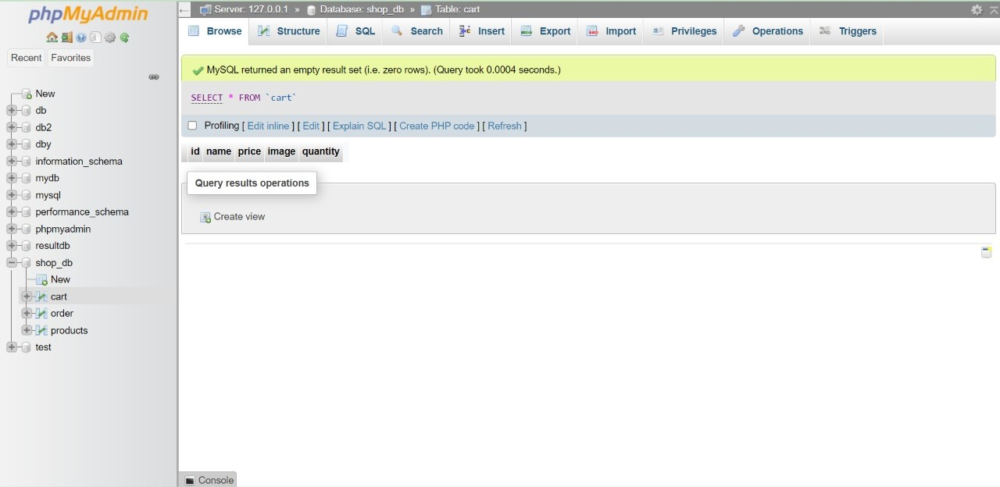 phpMyAdmin
Recent Favorites
New
db
db2
dby
information_schema
mydb
mysql
performance_schema
phpmyadmin
resultdb
shop_db
New
cart
order
products
test
Server: 127.0.0.1 » Database: shop_db » Table: cart
Browse Structure SQL Search Insert Export Import Privileges Operations Triggers
MySQL returned an empty result set (i.e. zero rows). (Query took 0.0004 seconds.)
SELECT * FROM `cart`
Profiling [ Edit inline ] [ Edit ] [ Explain SQL ] [ Create PHP code ] [ Refresh ]
id name price image quantity
Query results operations
Create view
Console